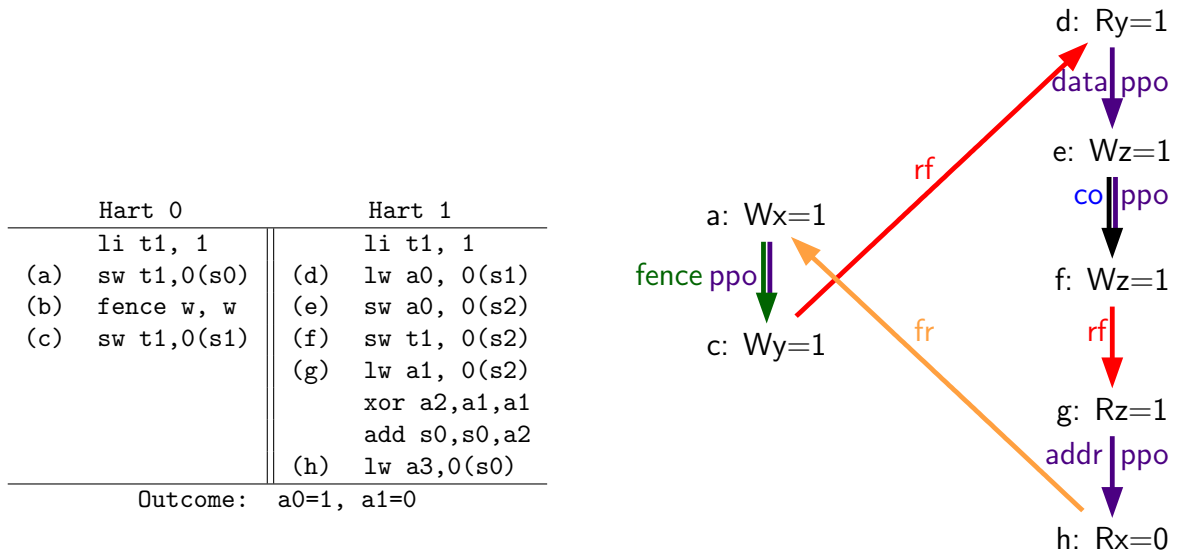 Hart 0 Hart 1
li t1, 1 li t1, 1
(a) sw t1,0(s0) (d) lw a0, 0(s1)
(b) fence w, w (e) sw a0, 0(s2)
(c) sw t1,0(s1) (f) sw t1, 0(s2)
(g) lw a1, 0(s2)
xor a2,a1,a1
add s0,s0,a2
(h) lw a3,0(s0)
Outcome: a0=1, a1=0
d: Ry=1
data ppo
e: Wz=1
rf
co ppo
a: Wx=1
fence ppo
f: Wz=1
fr
rf
c: Wy=1
g: Rz=1
addr ppo
h: Rx=0